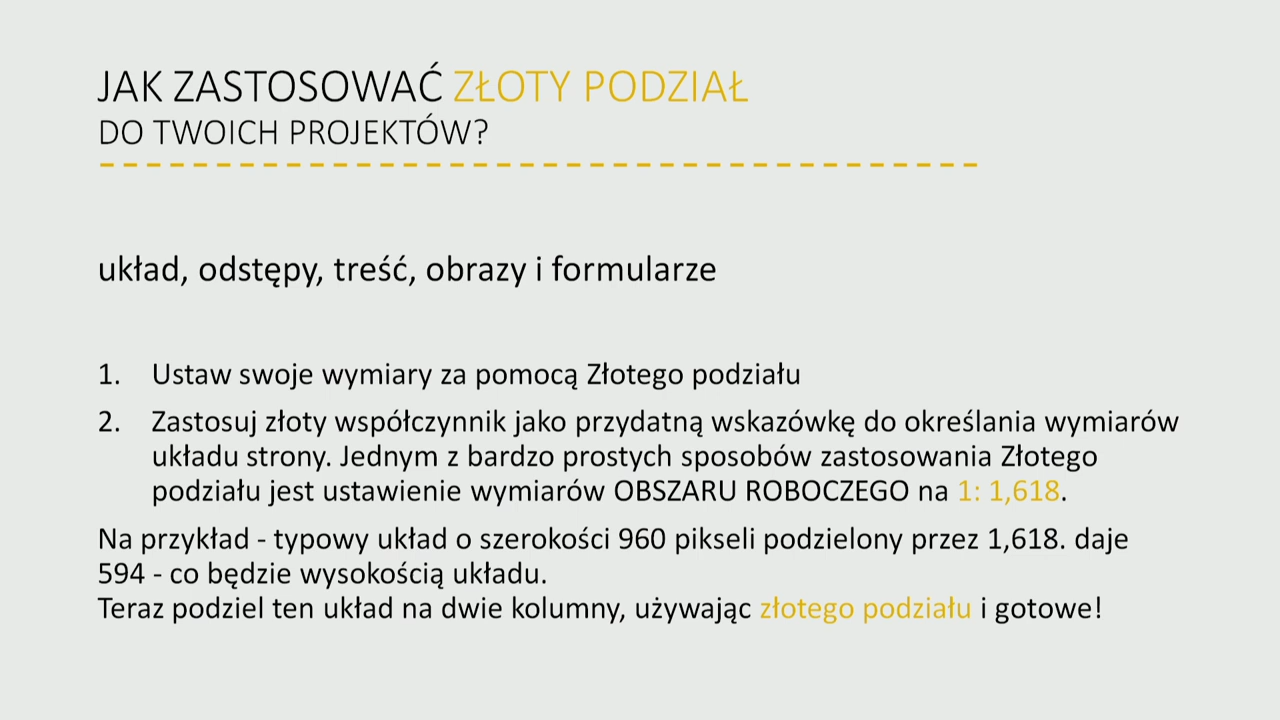 JAK ZASTOSOWAĆ ZŁOTY PODZIAŁ
DO TWOICH PROJEKTÓW?
układ, odstępy, treść, obrazy i formularze
1. Ustaw swoje wymiary za pomocą Złotego podziału
2. Zastosuj złoty współczynnik jako przydatną wskazówkę do określania wymiarów
układu strony. Jednym z bardzo prostych sposobów zastosowania Złotego
podziału jest ustawienie wymiarów OBSZARU ROBOCZEGO na 1: 1,618.
Na przykład - typowy układ o szerokości 960 pikseli podzielony przez 1,618. daje
594 - co będzie wysokością układu.
Teraz podziel ten układ na dwie kolumny, używając złotego podziału i gotowe!